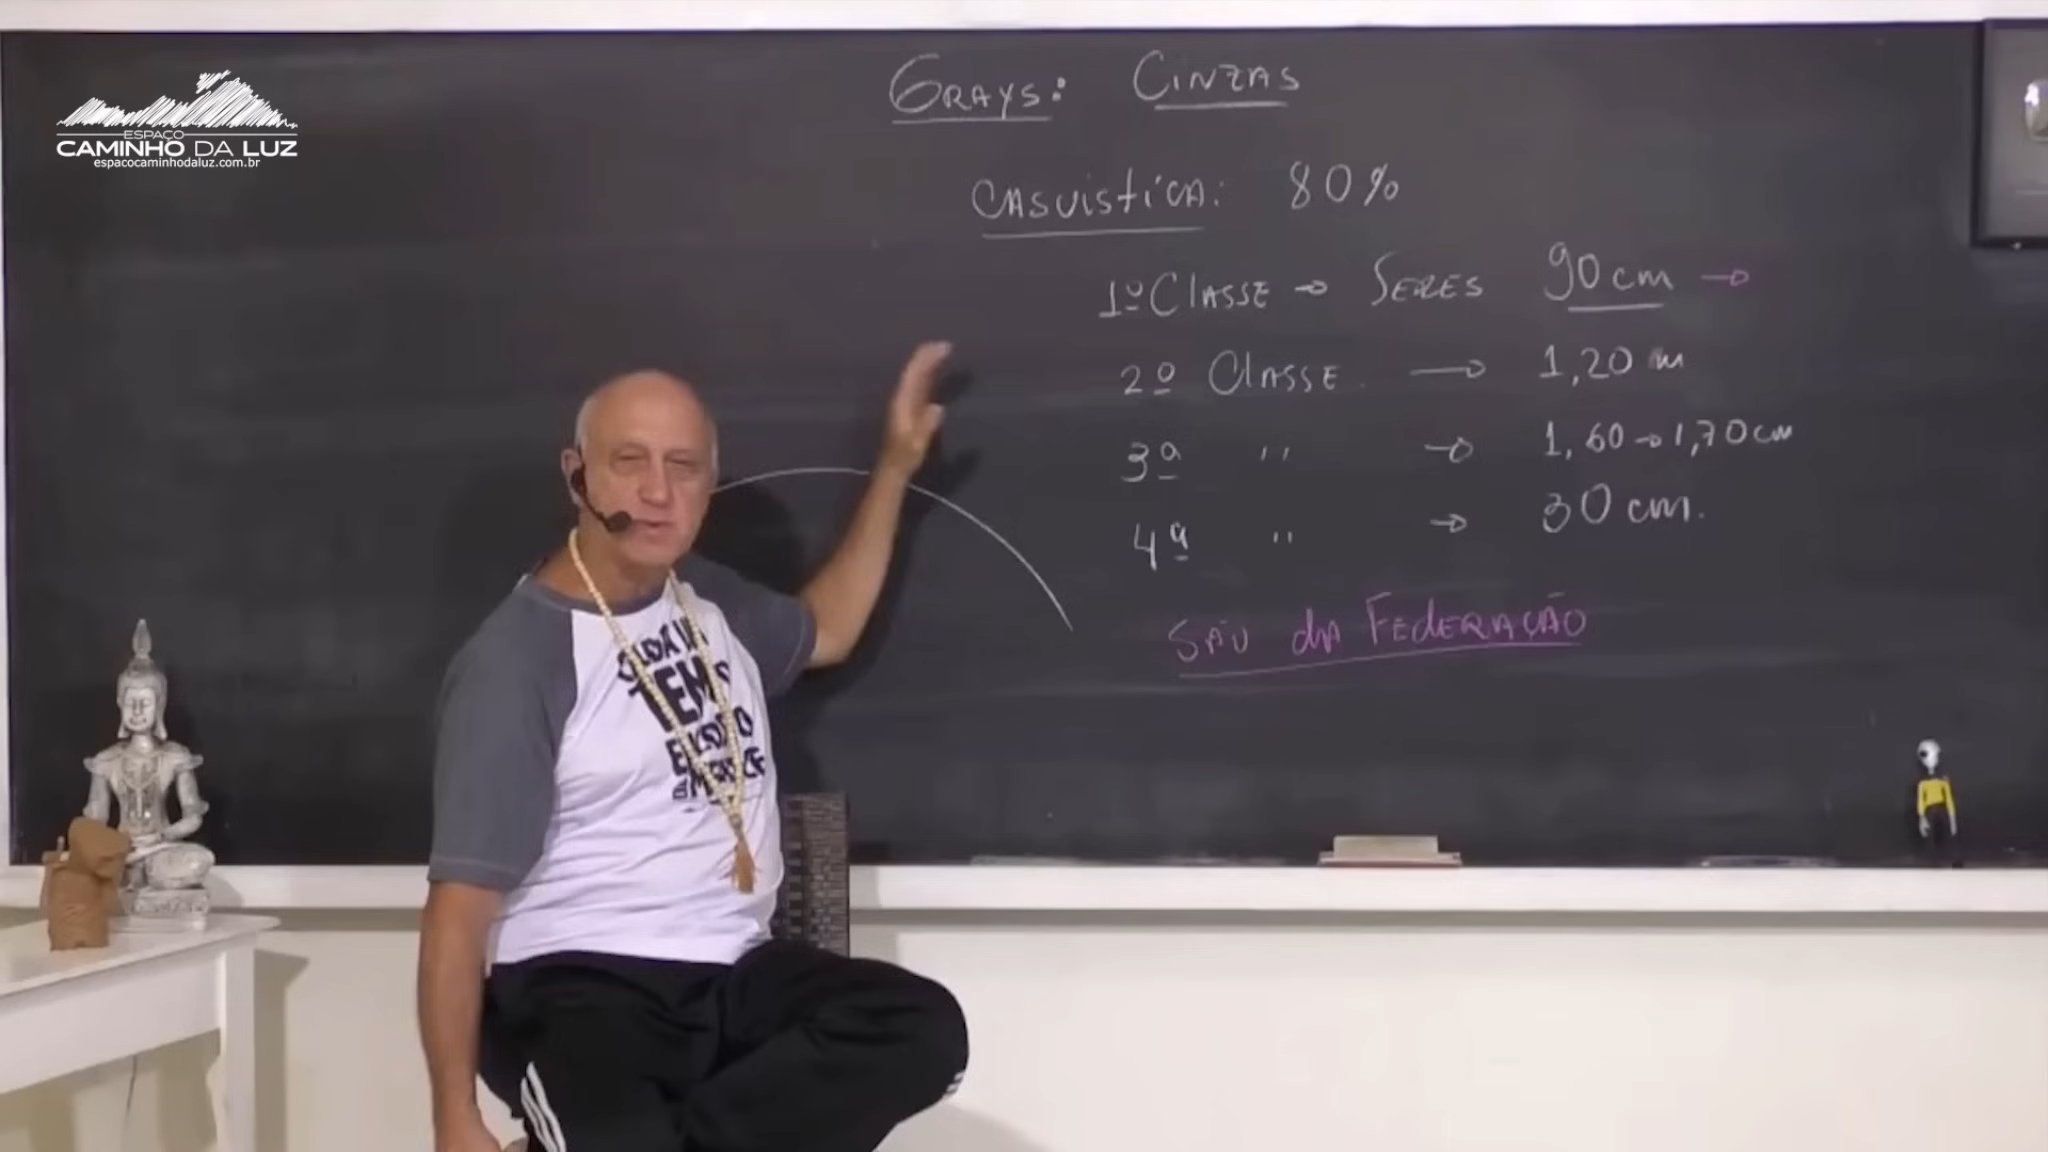 ESPAÇO
CAMINHO DA LUZ
espacocaminhodaluz.com.br
GRAYS: CINZAS
CASUISTICA: 80%
1º CLASSE → SERES 90 cm →
2º CLASSE → 1,20 m
3ª " → 1,60 → 1,70 cm
4ª " → 30 cm.
SÃO dA FEdERAÇÃO
TEM